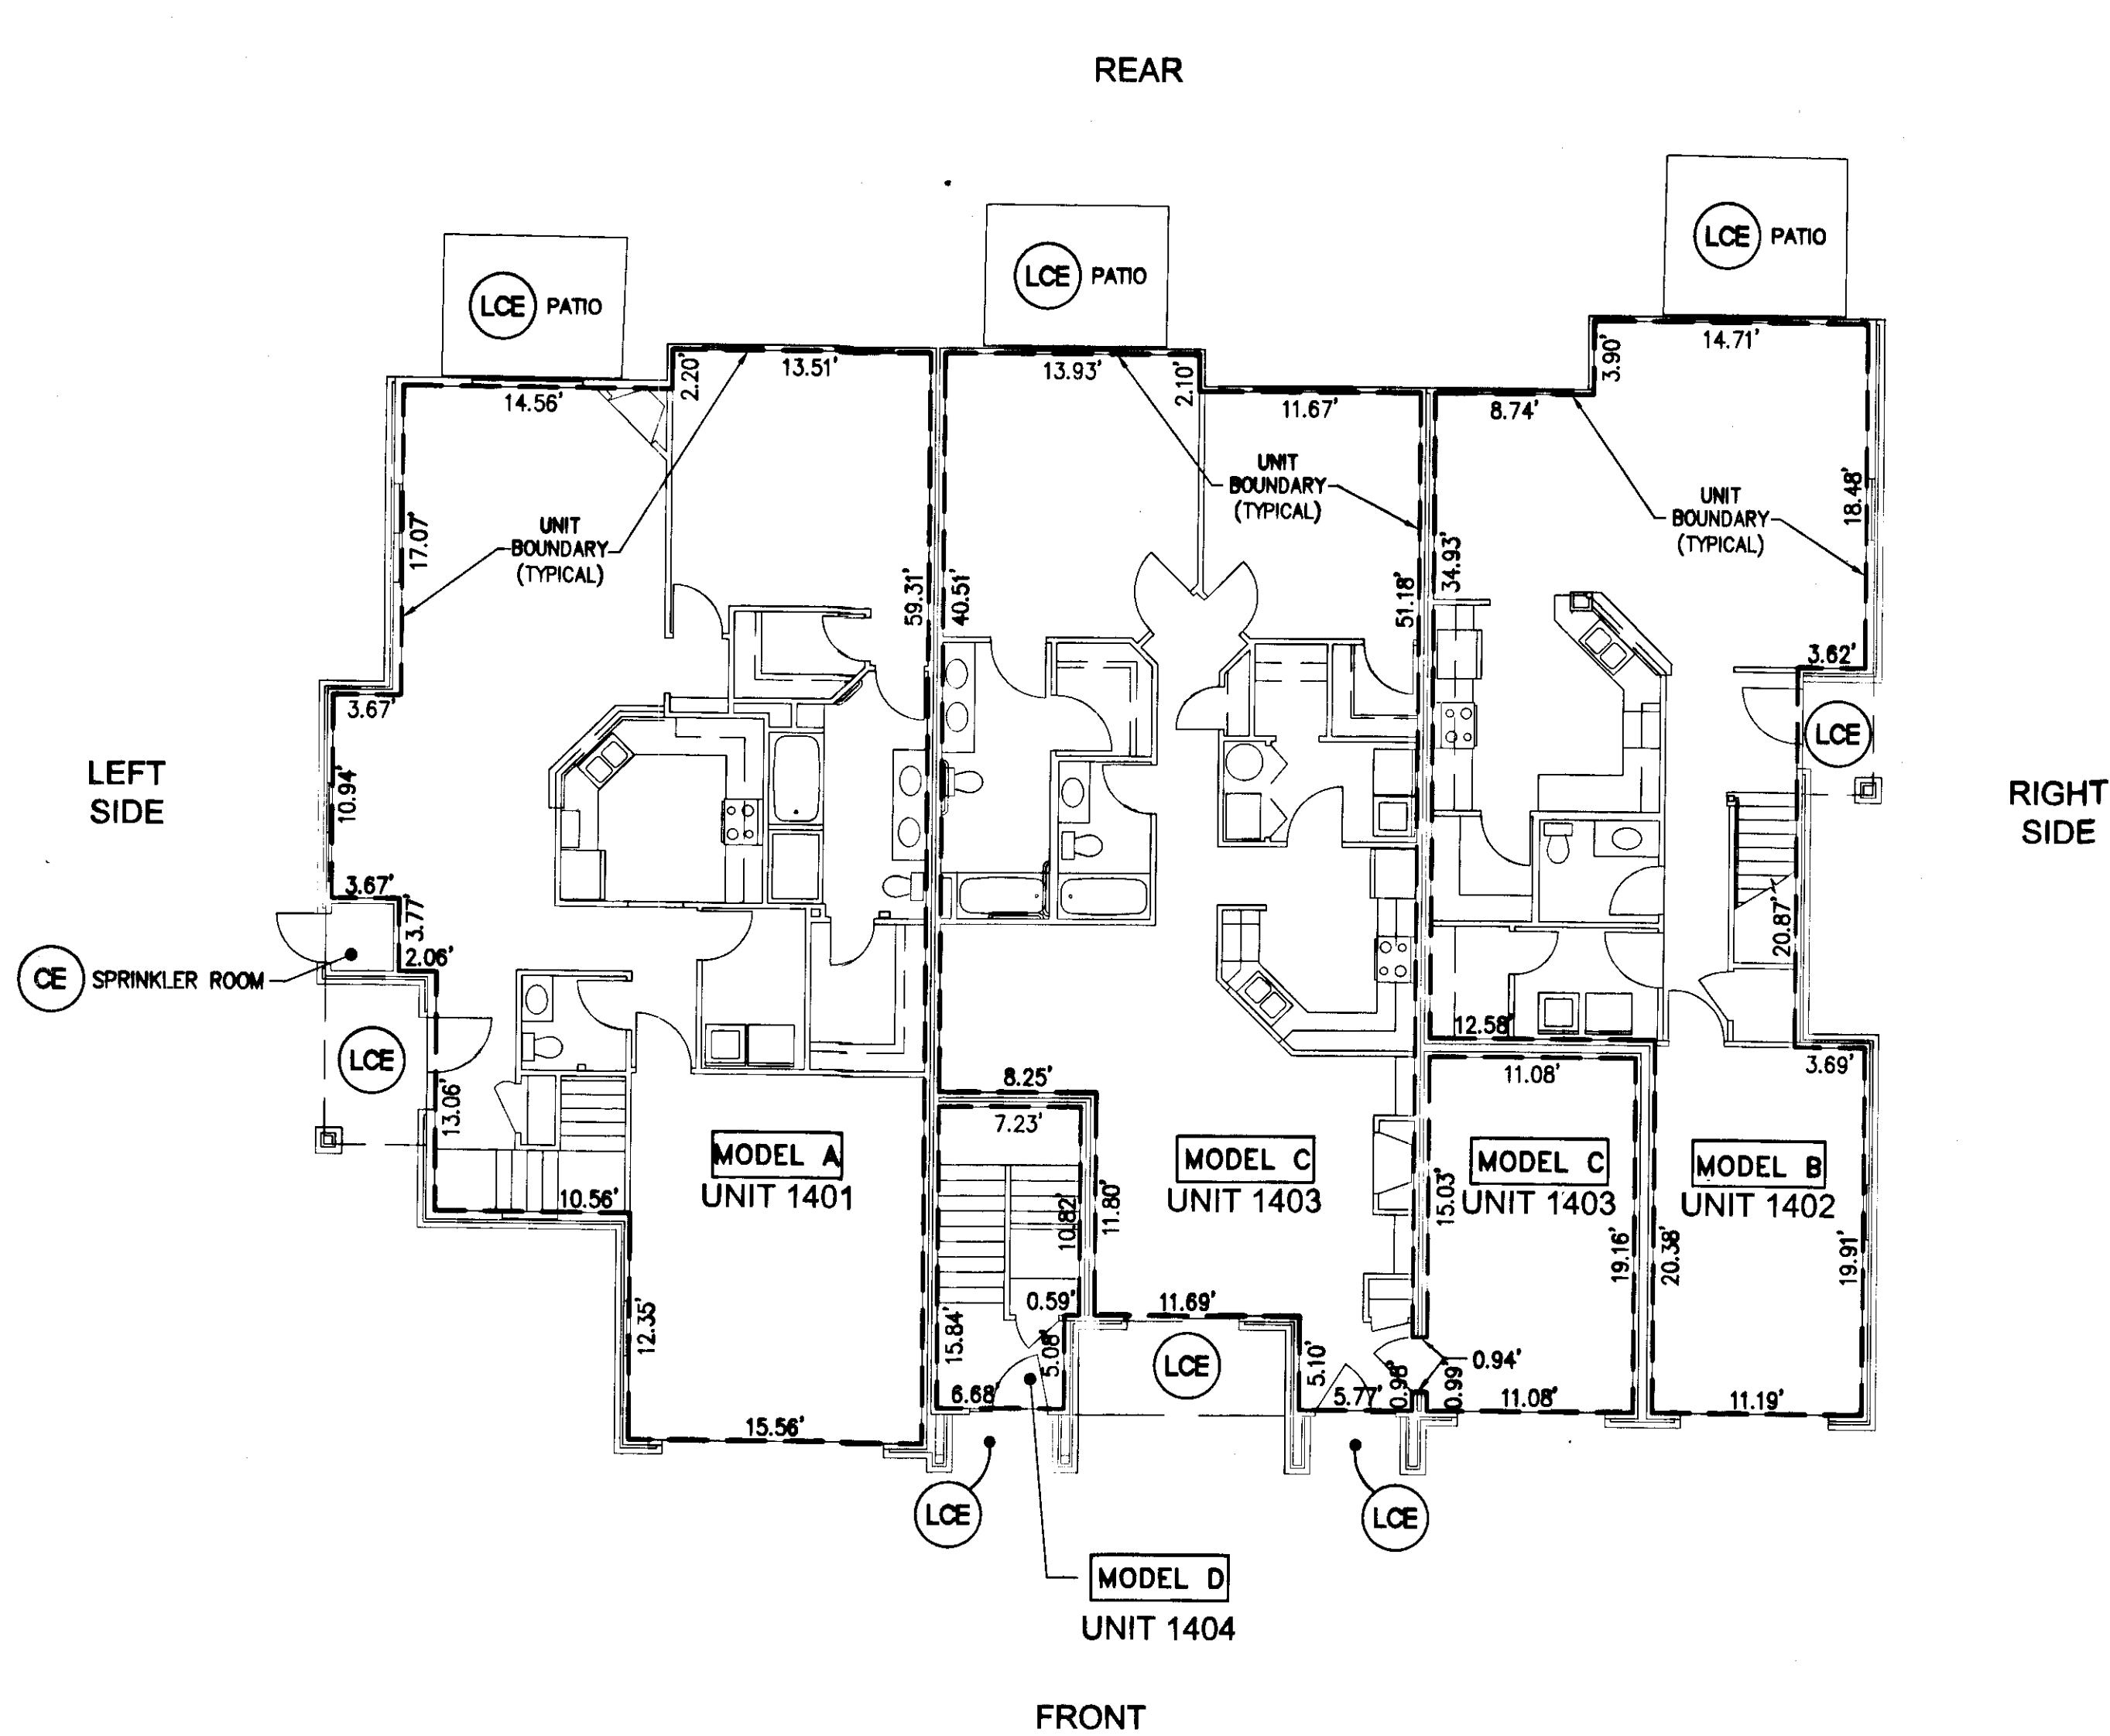 REAR
LCE PATIO
LCE PATIO
LCE PATIO
14.56'
2.20'
13.51'
13.93'
2.10'
11.67'
8.74'
3.90'
14.71'
UNIT
BOUNDARY
(TYPICAL)
UNIT
BOUNDARY
(TYPICAL)
UNIT
BOUNDARY
(TYPICAL)
17.07'
59.31'
40.51'
51.18'
34.93'
18.48'
3.67'
3.62'
LCE
LEFT
SIDE
10.94'
RIGHT
SIDE
3.67'
3.77'
2.06'
20.87'
CE SPRINKLER ROOM
LCE
12.58'
13.06'
8.25'
7.23'
11.08'
3.69'
MODEL A
UNIT 1401
MODEL C
UNIT 1403
MODEL C
UNIT 1403
MODEL B
UNIT 1402
10.56'
10.82'
11.80'
15.03'
19.16'
20.38'
19.91'
12.35'
15.84'
0.59'
5.08'
11.69'
LCE
5.10'
0.94'
0.98'
0.99'
15.56'
6.68'
5.77'
11.08'
11.19'
LCE
LCE
MODEL D
UNIT 1404
FRONT